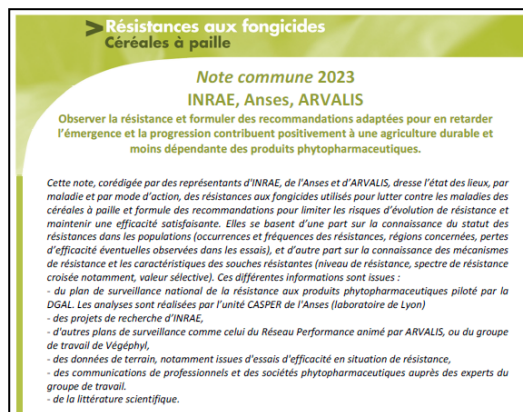 > Résistances aux fongicides
Céréales à paille
Note commune 2023
INRAE, Anses, ARVALIS
Observer la résistance et formuler des recommandations adaptées pour en retarder
l'émergence et la progression contribuent positivement à une agriculture durable et
moins dépendante des produits phytopharmaceutiques.
Cette note, corédigée par des représentants d'INRAE, de l'Anses et d'ARVALIS, dresse l'état des lieux, par
maladie et par mode d'action, des résistances aux fongicides utilisés pour lutter contre les maladies des
céréales à paille et formule des recommandations pour limiter les risques d'évolution de résistance et
maintenir une efficacité satisfaisante. Elles se basent d'une part sur la connaissance du statut des
résistances dans les populations (occurrences et fréquences des résistances, régions concernées, pertes
d'efficacité éventuelles observées dans les essais), et d'autre part sur la connaissance des mécanismes
de résistance et les caractéristiques des souches résistantes (niveau de résistance, spectre de résistance
croisée notamment, valeur sélective). Ces différentes informations sont issues :
- du plan de surveillance national de la résistance aux produits phytopharmaceutiques piloté par la
DGAL. Les analyses sont réalisées par l'unité CASPER de l'Anses (laboratoire de Lyon)
- des projets de recherche d'INRAE,
- d'autres plans de surveillance comme celui du Réseau Performance animé par ARVALIS, ou du groupe
de travail de Végéphyl,
- des données de terrain, notamment issues d'essais d'efficacité en situation de résistance,
- des communications de professionnels et des sociétés phytopharmaceutiques auprès des experts du
groupe de travail.
- de la littérature scientifique.